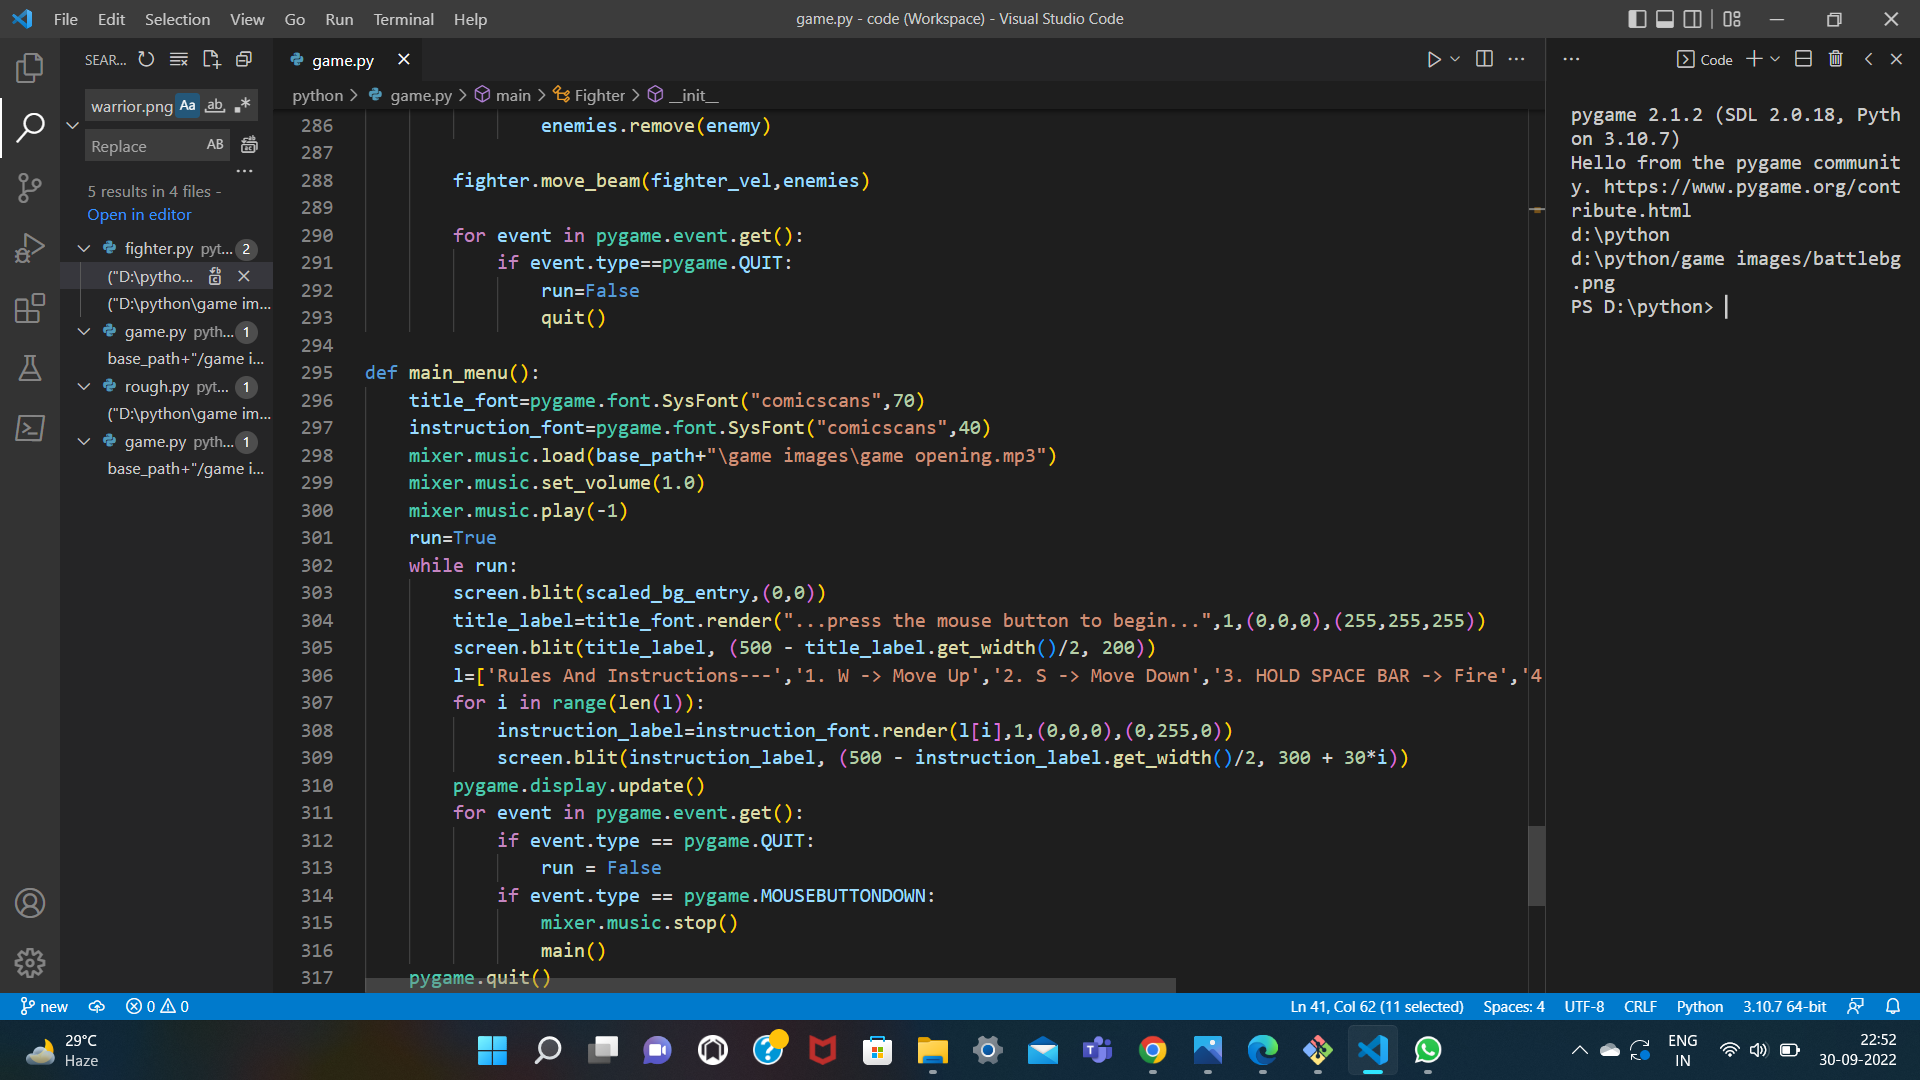 File Edit Selection View Go Run Terminal Help
game.py - code (Workspace) - Visual Studio Code
SEAR...
game.py
Code
warrior.png Aa ab
Replace AB
5 results in 4 files -
Open in editor
fighter.py pyt... 2
("D:\pytho...
("D:\python\game im...
game.py pyth... 1
base_path+"/game i...
rough.py pyt... 1
("D:\python\game im...
game.py pyth... 1
base_path+"/game i...
python > game.py > main > Fighter > __init__
286 enemies.remove(enemy)
287
288 fighter.move_beam(fighter_vel,enemies)
289
290 for event in pygame.event.get():
291 if event.type==pygame.QUIT:
292 run=False
293 quit()
294
295 def main_menu():
296 title_font=pygame.font.SysFont("comicscans",70)
297 instruction_font=pygame.font.SysFont("comicscans",40)
298 mixer.music.load(base_path+"\game images\game opening.mp3")
299 mixer.music.set_volume(1.0)
300 mixer.music.play(-1)
301 run=True
302 while run:
303 screen.blit(scaled_bg_entry,(0,0))
304 title_label=title_font.render("...press the mouse button to begin...",1,(0,0,0),(255,255,255))
305 screen.blit(title_label, (500 - title_label.get_width()/2, 200))
306 l=['Rules And Instructions---','1. W -> Move Up','2. S -> Move Down','3. HOLD SPACE BAR -> Fire','4
307 for i in range(len(l)):
308 instruction_label=instruction_font.render(l[i],1,(0,0,0),(0,255,0))
309 screen.blit(instruction_label, (500 - instruction_label.get_width()/2, 300 + 30*i))
310 pygame.display.update()
311 for event in pygame.event.get():
312 if event.type == pygame.QUIT:
313 run = False
314 if event.type == pygame.MOUSEBUTTONDOWN:
315 mixer.music.stop()
316 main()
317 pygame.quit()
pygame 2.1.2 (SDL 2.0.18, Pyth
on 3.10.7)
Hello from the pygame communit
y. https://www.pygame.org/cont
ribute.html
d:\python
d:\python/game images/battlebg
.png
PS D:\python>
new
0 0
Ln 41, Col 62 (11 selected) Spaces: 4 UTF-8 CRLF Python 3.10.7 64-bit
29°C
Haze
ENG
IN
22:52
30-09-2022